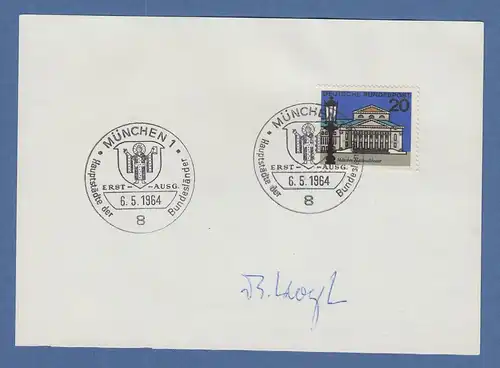 DEUTSCHE BUNDESPOST
20
• MÜNCHEN 1 •
ERST- AUSG.
6.5.1964
8
Hauptstädte der Bundesländer
MÜNCHEN
ERST- AUSG.
6.5.1964
8
Hauptstädte der